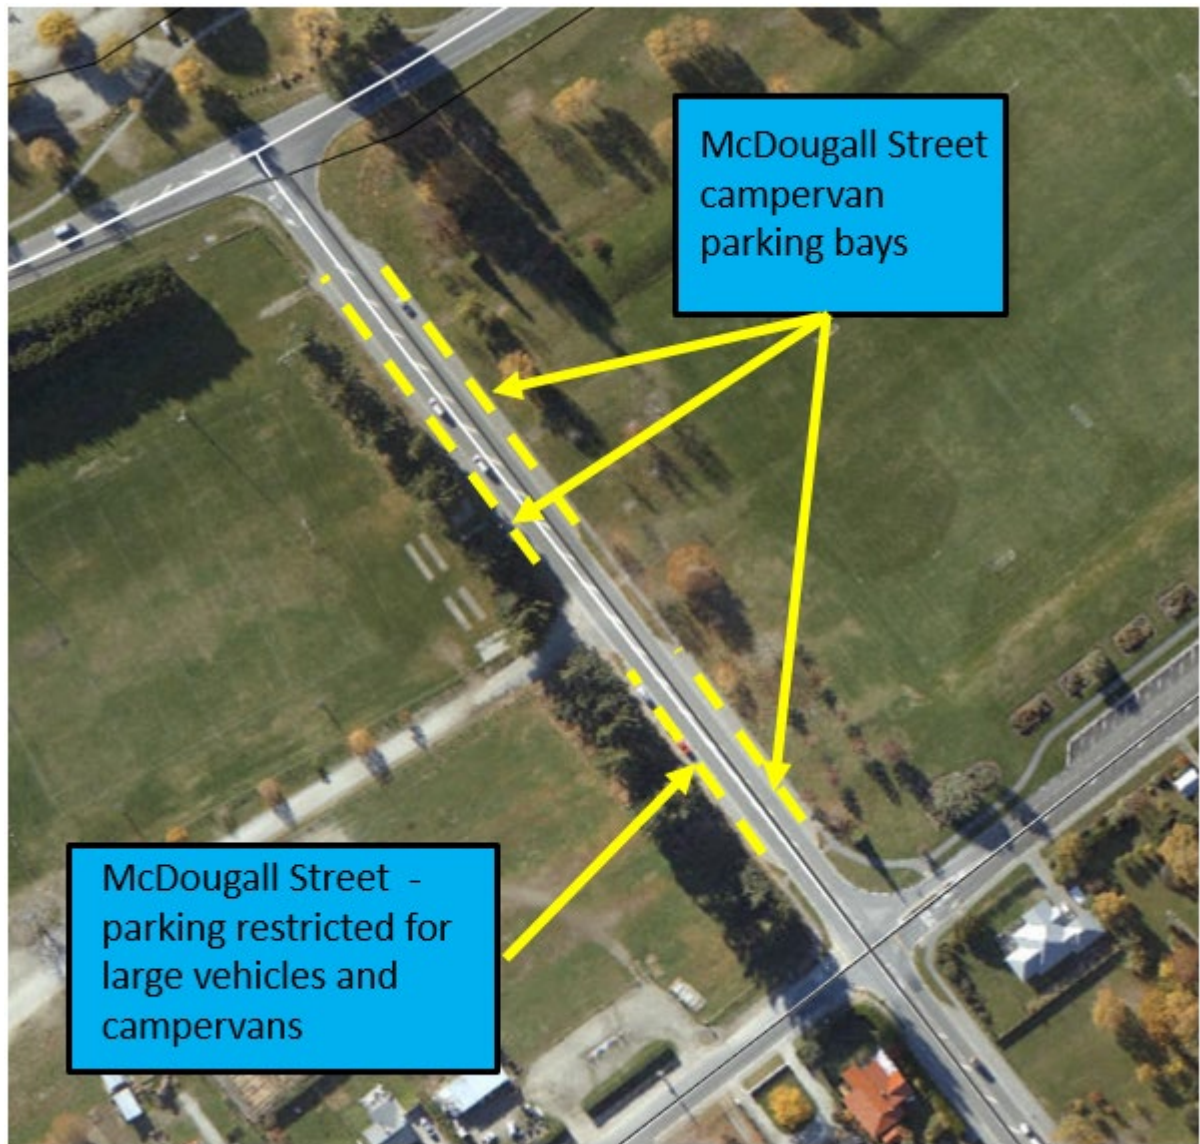 McDougall Street
campervan
parking bays
McDougall Street -
parking restricted for
large vehicles and
campervans